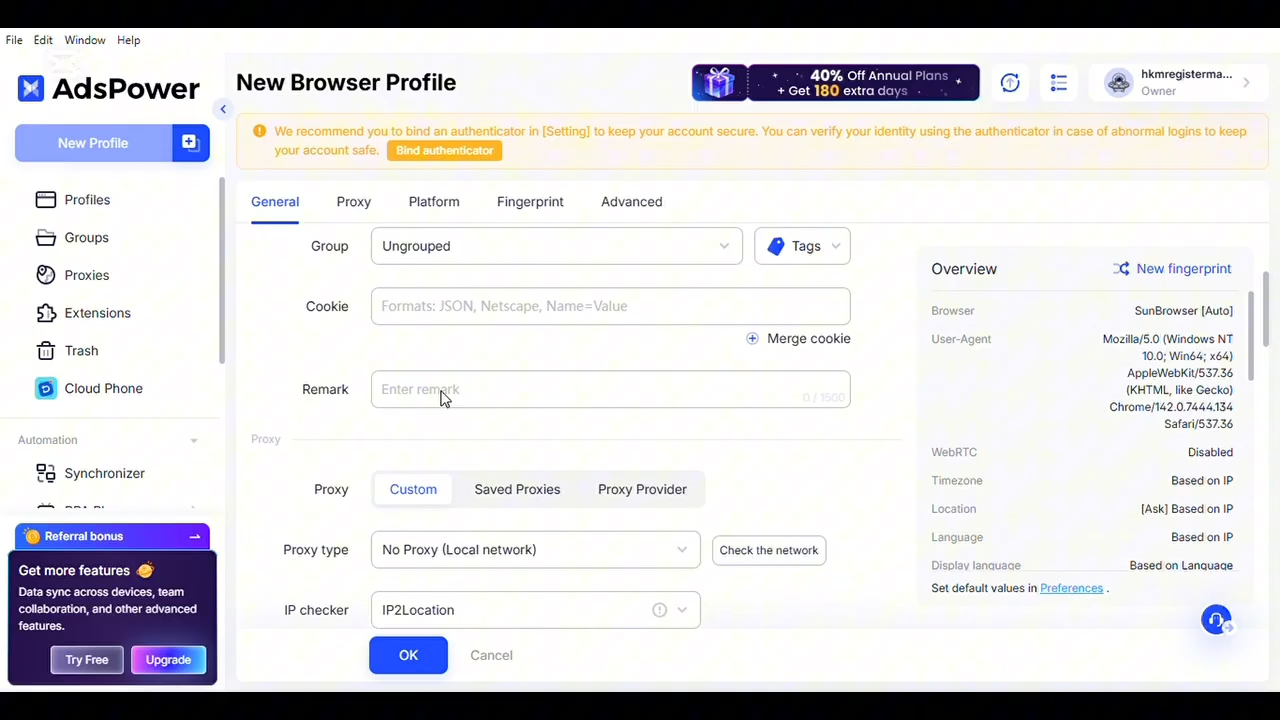 File Edit Window Help
AdsPower
New Profile
Profiles
Groups
Proxies
Extensions
Trash
Cloud Phone
Automation
Synchronizer
Referral bonus
Get more features
Data sync across devices, team
collaboration, and other advanced
features.
Try Free Upgrade
New Browser Profile
40% Off Annual Plans
+ Get 180 extra days
hkmregisterma...
Owner
We recommend you to bind an authenticator in [Setting] to keep your account secure. You can verify your identity using the authenticator in case of abnormal logins to keep
your account safe. Bind authenticator
General Proxy Platform Fingerprint Advanced
Group Ungrouped Tags
Cookie Formats: JSON, Netscape, Name=Value
Merge cookie
Remark Enter remark
0 / 1500
Proxy
Proxy Custom Saved Proxies Proxy Provider
Proxy type No Proxy (Local network) Check the network
IP checker IP2Location
OK Cancel
Overview New fingerprint
Browser SunBrowser [Auto]
User-Agent Mozilla/5.0 (Windows NT
10.0; Win64; x64)
AppleWebKit/537.36
(KHTML, like Gecko)
Chrome/142.0.7444.134
Safari/537.36
WebRTC Disabled
Timezone Based on IP
Location [Ask] Based on IP
Language Based on IP
Display language Based on Language
Set default values in Preferences .